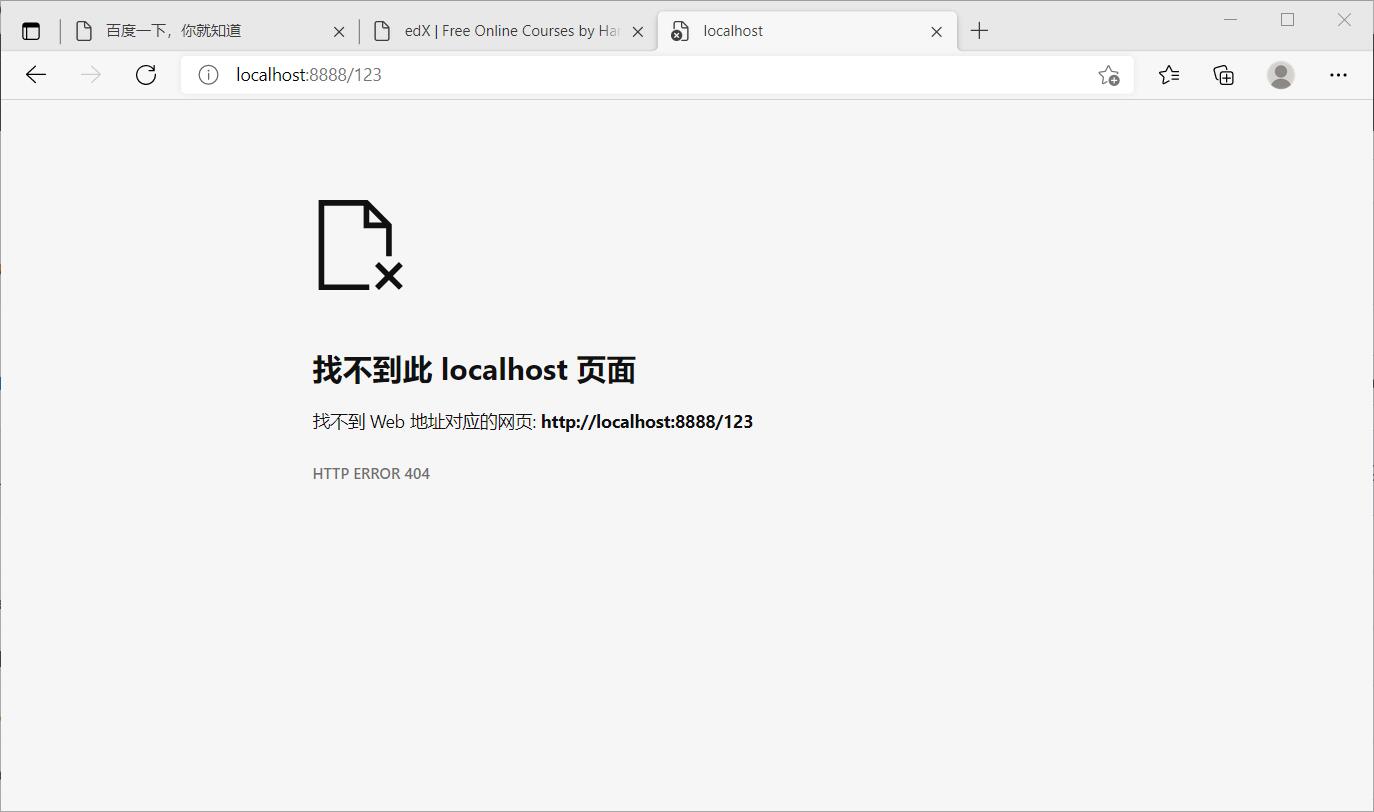 百度一下，你就知道
edX | Free Online Courses by Har
localhost
localhost:8888/123
找不到此 localhost 页面
找不到 Web 地址对应的网页: http://localhost:8888/123
HTTP ERROR 404